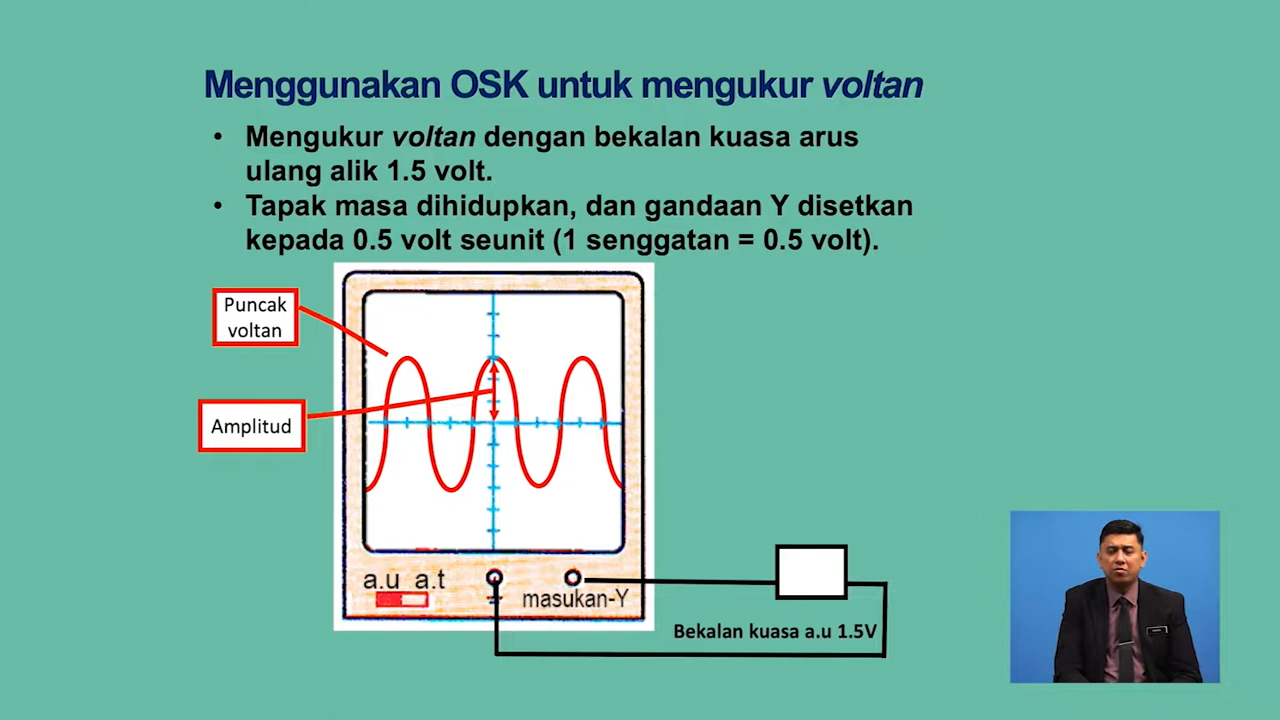 Menggunakan OSK untuk mengukur voltan
• Mengukur voltan dengan bekalan kuasa arus
ulang alik 1.5 volt.
• Tapak masa dihidupkan, dan gandaan Y disetkan
kepada 0.5 volt seunit (1 senggatan = 0.5 volt).
Puncak
voltan
Amplitud
a.u a.t
masukan-Y
Bekalan kuasa a.u 1.5V